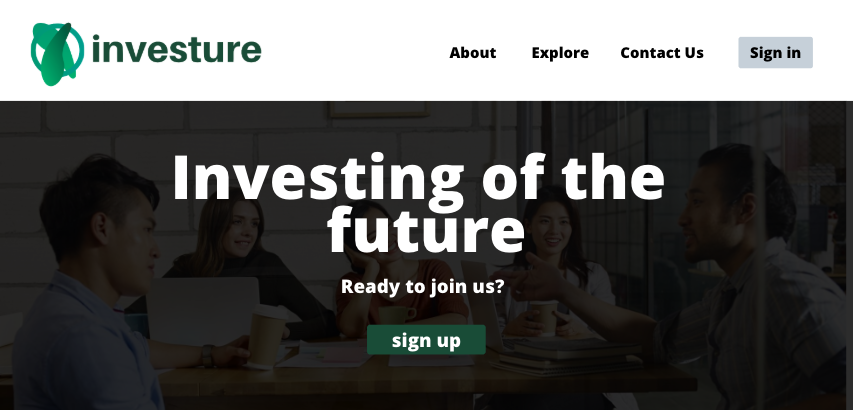 investure
About Explore Contact Us Sign in
Investing of the
future
Ready to join us?
sign up